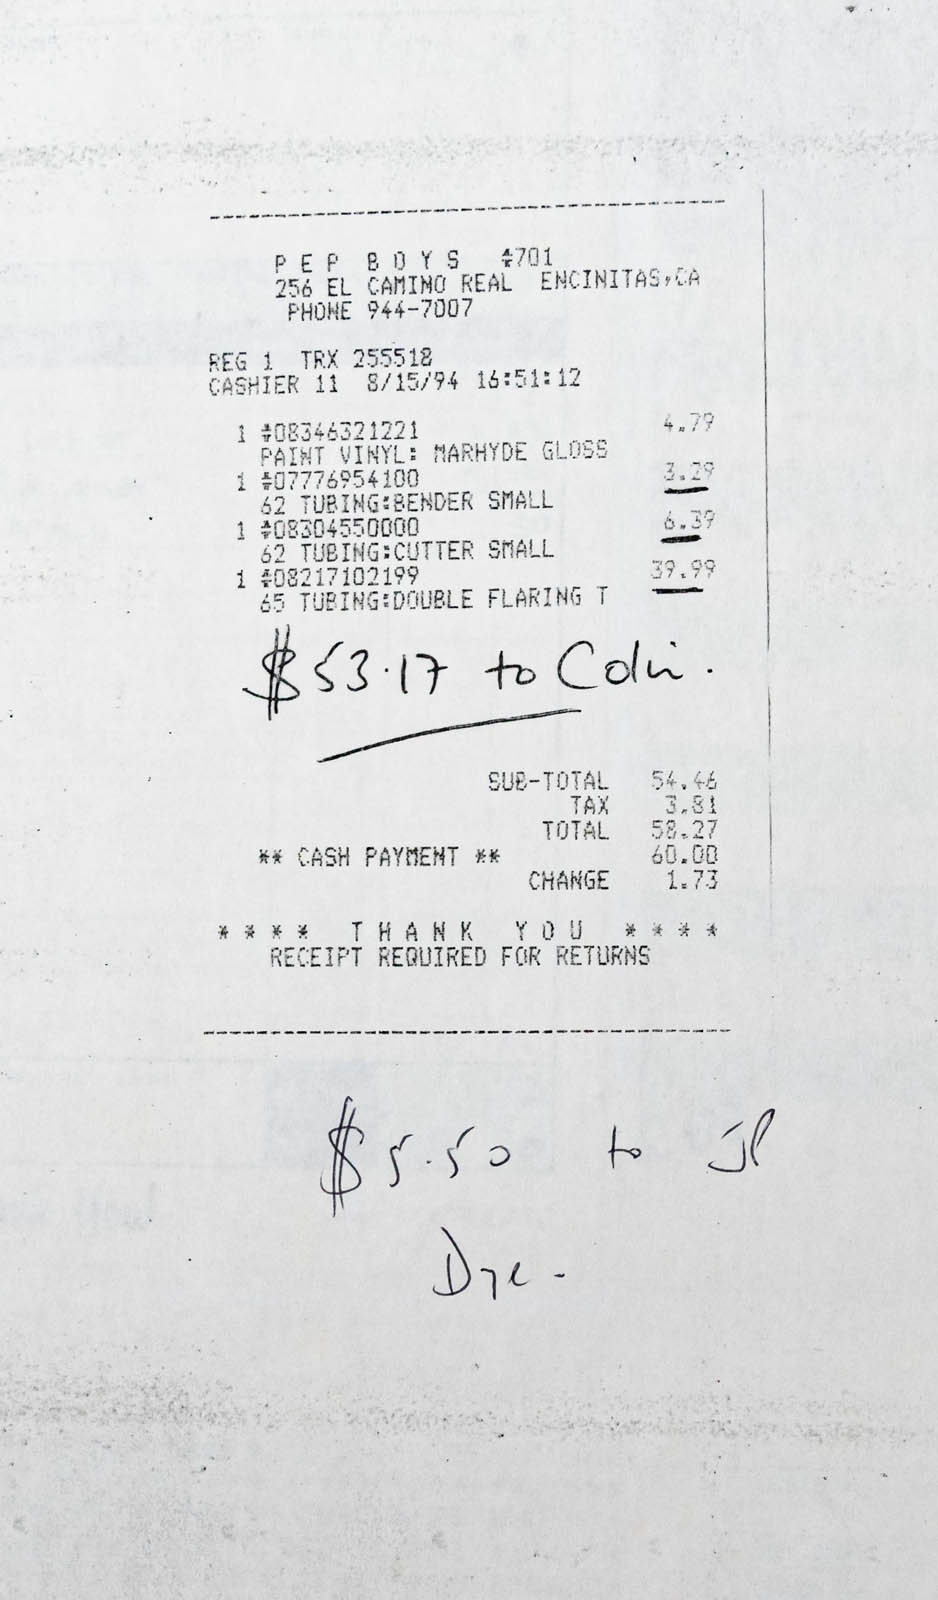 PEP BOYS #701
256 EL CAMINO REAL ENCINITAS,CA
PHONE 944-7007
REG 1 TRX 255518
CASHIER 11 8/15/94 16:51:12
1 #08346321221 4.79
PAINT VINYL: MARHYDE GLOSS
1 #07776954100 3.29
62 TUBING:BENDER SMALL
1 #08304550000 6.39
62 TUBING:CUTTER SMALL
1 #08217102199 39.99
65 TUBING:DOUBLE FLARING T
$53.17 to Colin.
SUB-TOTAL 54.46
TAX 3.81
TOTAL 58.27
** CASH PAYMENT ** 60.00
CHANGE 1.73
* * * * THANK YOU * * * *
RECEIPT REQUIRED FOR RETURNS
$5.50 to JP
Dye -